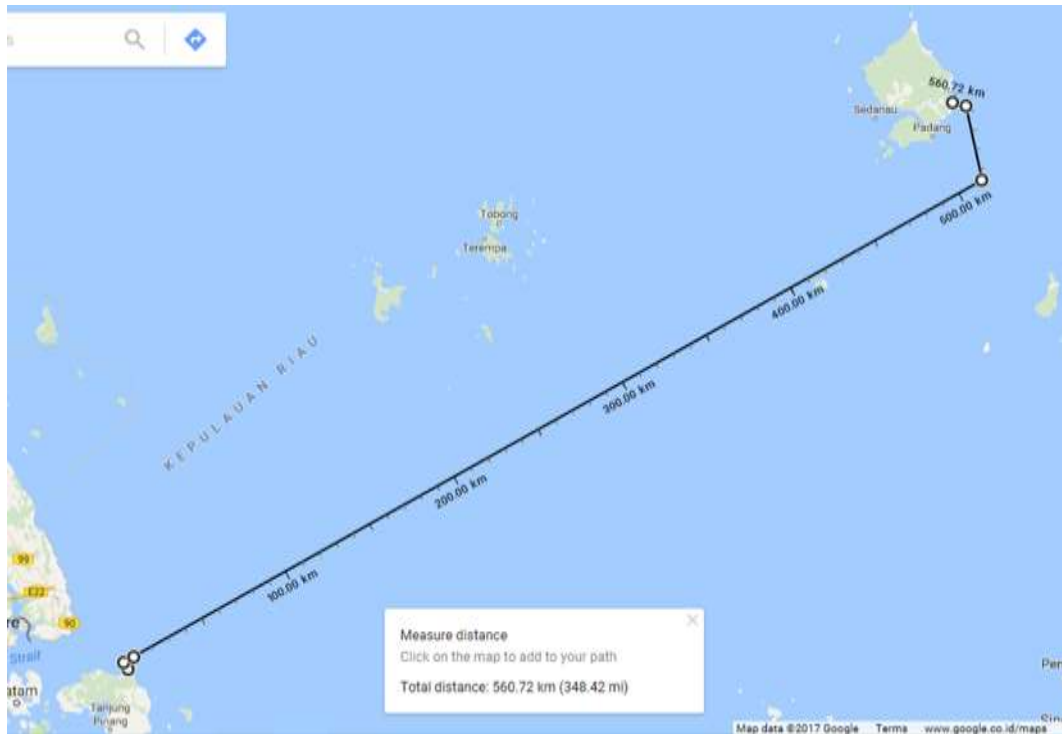 560.72 km
Sedanau
Padang
500.00 km
Tobong
Terempa
400.00 km
KEPULAUAN RIAU
300.00 km
200.00 km
99
100.00 km
E22
90
Measure distance
Click on the map to add to your path
Total distance: 560.72 km (348.42 mi)
Strait
atam
Tanjung
Pinang
Map data ©2017 Google Terms www.google.co.id/maps